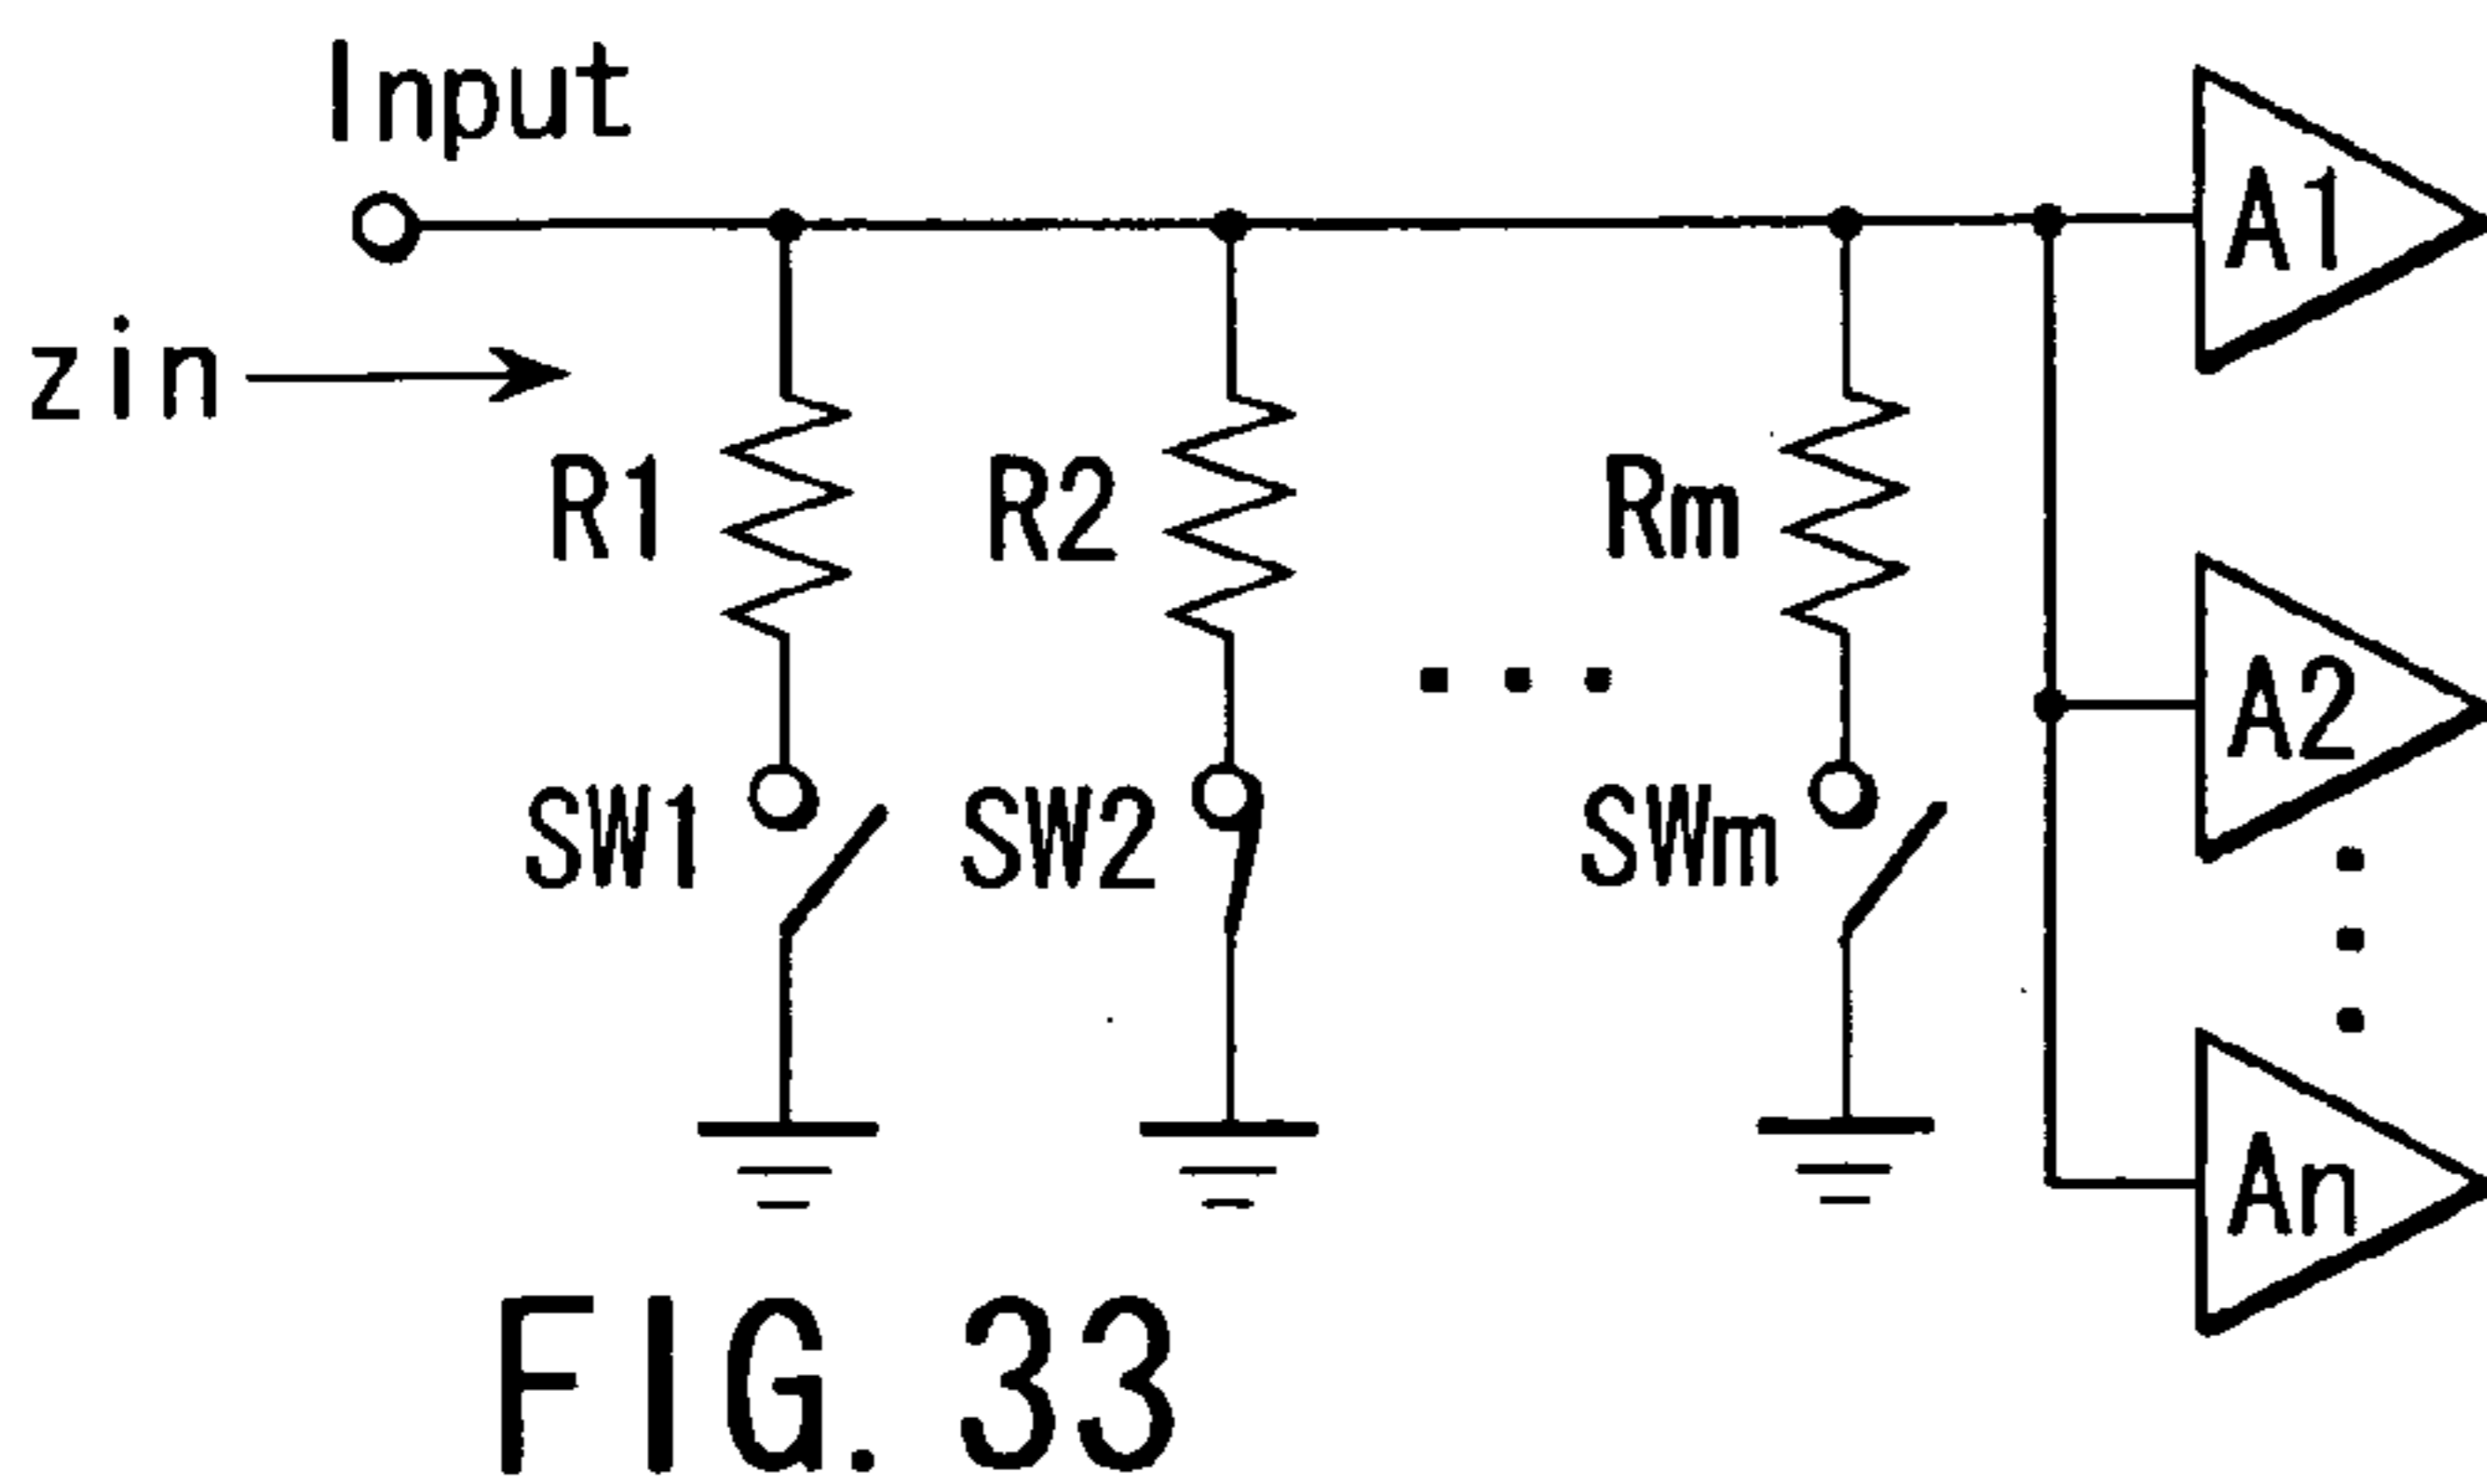 Input
A1
zin
R1 R2 Rm
A2
SW1 SW2 SWm
An
FIG. 33